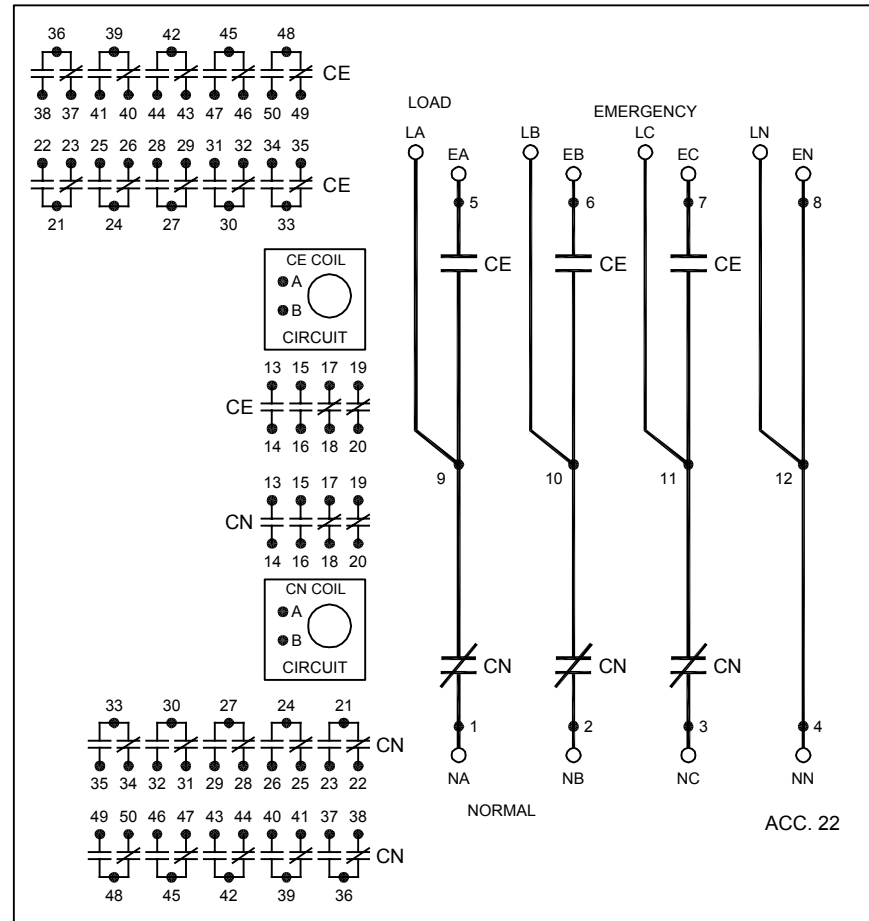 36 39 42 45 48
CE
38 37 41 40 44 43 47 46 50 49
22 23 25 26 28 29 31 32 34 35
CE
21 24 27 30 33
CE COIL
A
B
CIRCUIT
13 15 17 19
CE
14 16 18 20
13 15 17 19
CN
14 16 18 20
CN COIL
A
B
CIRCUIT
33 30 27 24 21
CN
35 34 32 31 29 28 26 25 23 22
49 50 46 47 43 44 40 41 37 38
CN
48 45 42 39 36
LOAD
EMERGENCY
LA LB LC LN
EA EB EC EN
5 6 7 8
CE CE CE
9 10 11 12
CN CN CN
1 2 3 4
NA NB NC NN
NORMAL
ACC. 22